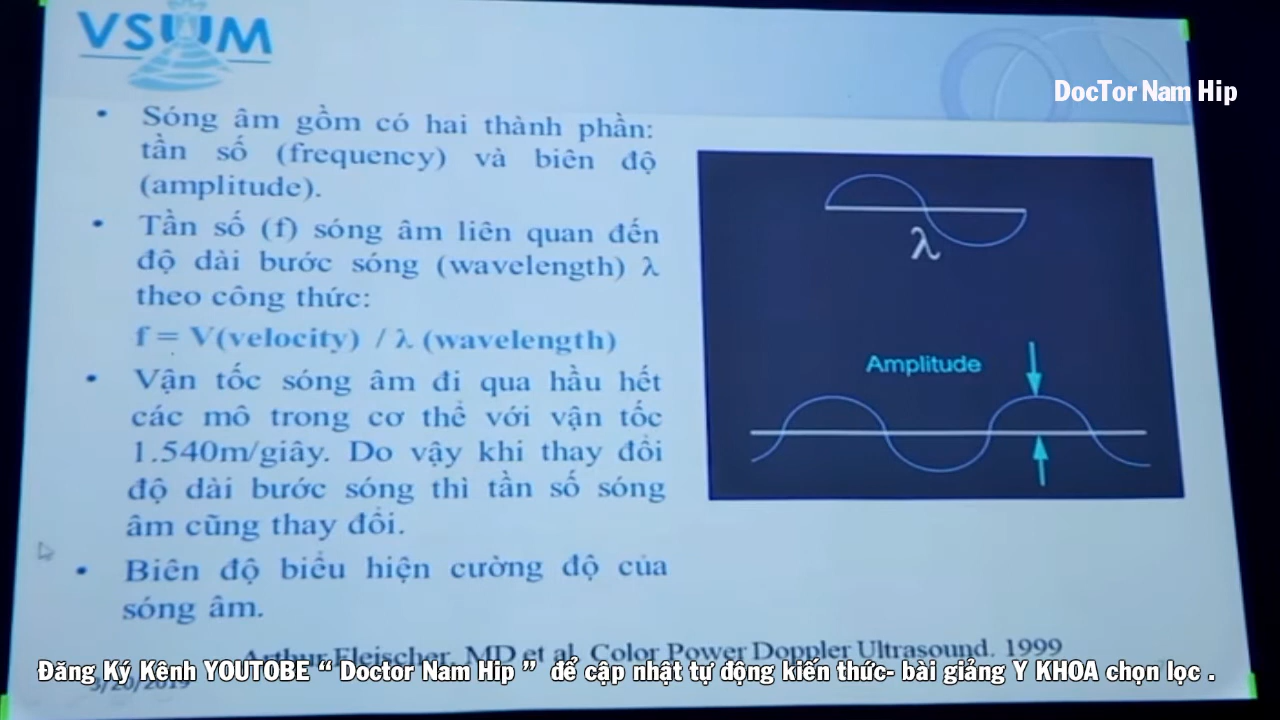 VSUM
DocTor Nam Hip
• Sóng âm gồm có hai thành phần:
tần số (frequency) và biên độ
(amplitude).
• Tần số (f) sóng âm liên quan đến
độ dài bước sóng (wavelength) λ
theo công thức:
f = V(velocity) / λ (wavelength)
• Vận tốc sóng âm đi qua hầu hết
các mô trong cơ thể với vận tốc
1.540m/giây. Do vậy khi thay đổi
độ dài bước sóng thì tần số sóng
âm cũng thay đổi.
• Biên độ biểu hiện cường độ của
sóng âm.
λ
Amplitude
Arthur Fleischer, MD et al. Color Power Doppler Ultrasound. 1999
Đăng Ký Kênh YOUTOBE “ Doctor Nam Hip ” để cập nhật tự động kiến thức- bài giảng Y KHOA chọn lọc .